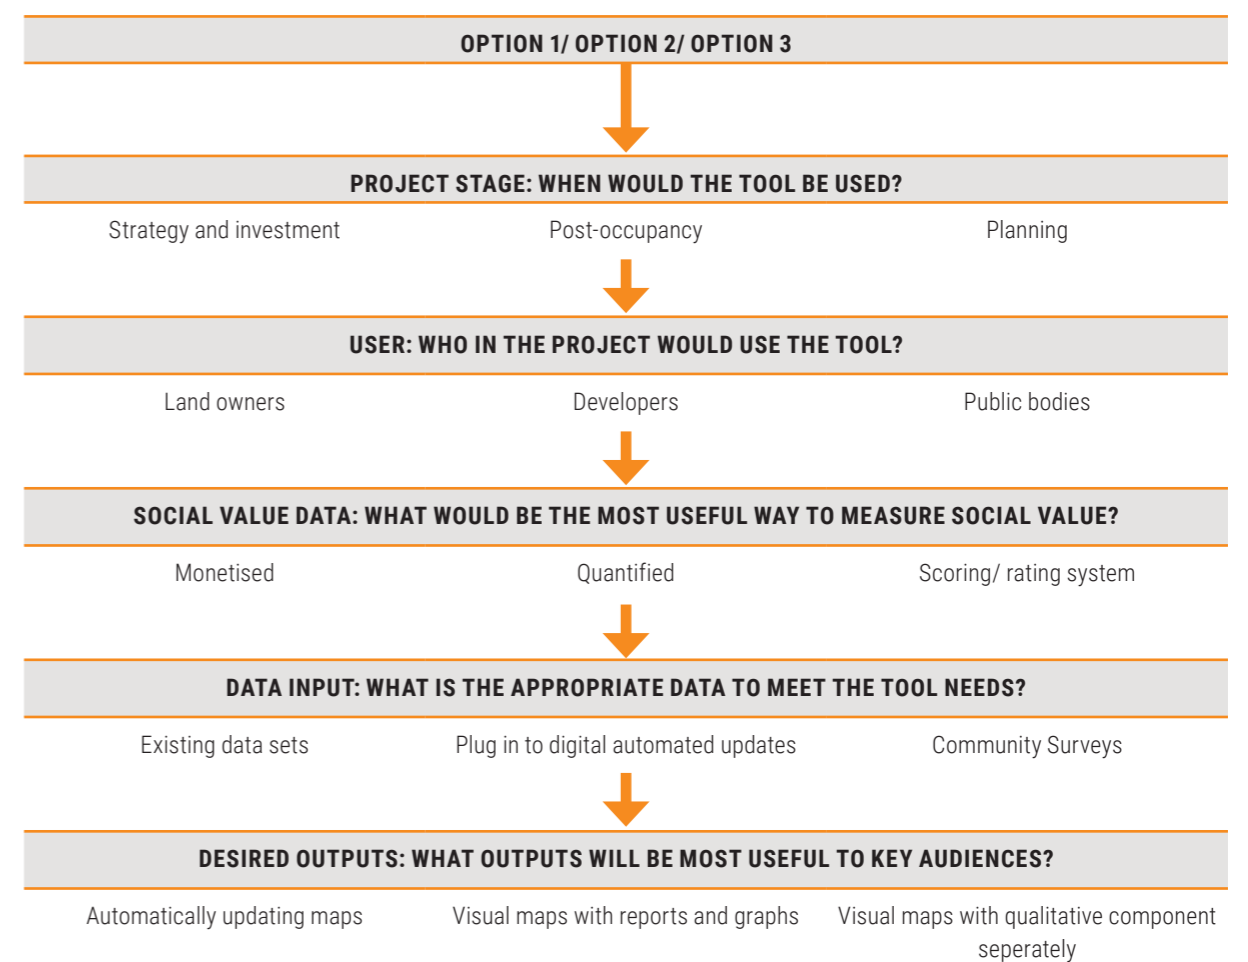 OPTION 1/ OPTION 2/ OPTION 3
PROJECT STAGE: WHEN WOULD THE TOOL BE USED?
Strategy and investment
Post-occupancy
Planning
USER: WHO IN THE PROJECT WOULD USE THE TOOL?
Land owners
Developers
Public bodies
SOCIAL VALUE DATA: WHAT WOULD BE THE MOST USEFUL WAY TO MEASURE SOCIAL VALUE?
Monetised
Quantified
Scoring/ rating system
DATA INPUT: WHAT IS THE APPROPRIATE DATA TO MEET THE TOOL NEEDS?
Existing data sets
Plug in to digital automated updates
Community Surveys
DESIRED OUTPUTS: WHAT OUTPUTS WILL BE MOST USEFUL TO KEY AUDIENCES?
Automatically updating maps
Visual maps with reports and graphs
Visual maps with qualitative component
seperately